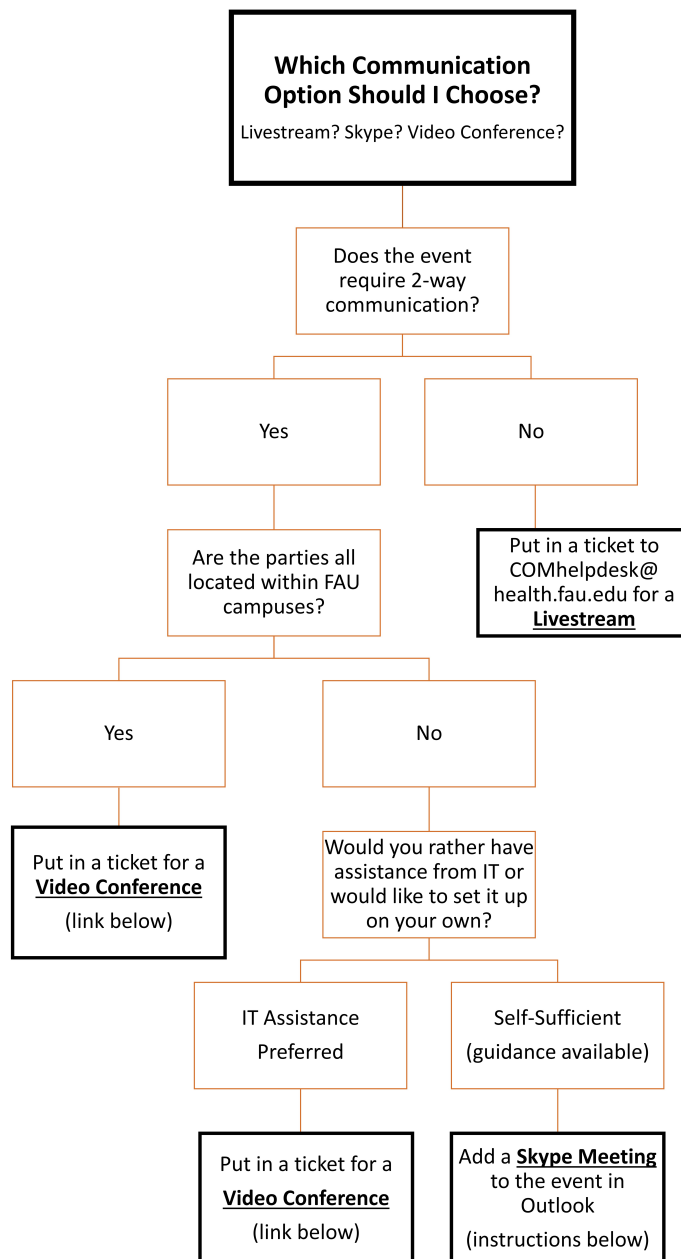 Which Communication
Option Should I Choose?
Livestream? Skype? Video Conference?
Does the event
require 2-way
communication?
Yes
No
Are the parties all
located within FAU
campuses?
Put in a ticket to
COMhelpdesk@
health.fau.edu for a
Livestream
Yes
No
Put in a ticket for a
Video Conference
(link below)
Would you rather have
assistance from IT or
would like to set it up
on your own?
IT Assistance
Preferred
Self-Sufficient
(guidance available)
Put in a ticket for a
Video Conference
(link below)
Add a Skype Meeting
to the event in
Outlook
(instructions below)